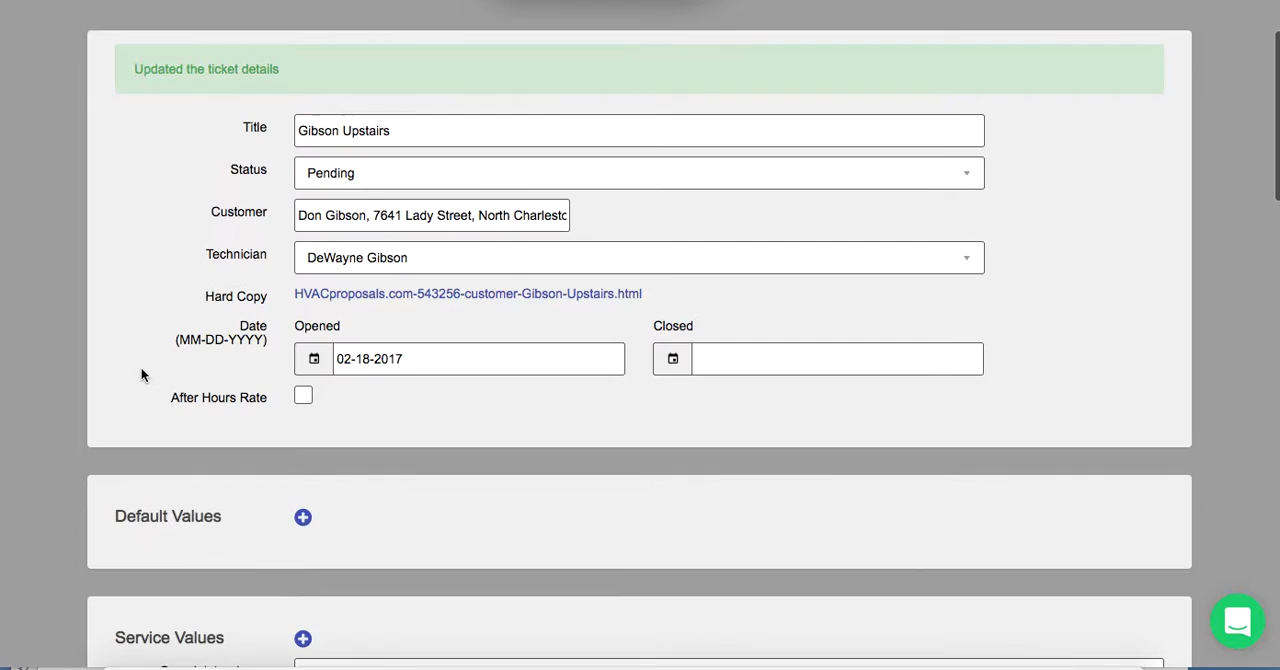 Updated the ticket details
Title
Gibson Upstairs
Status
Pending
Customer
Don Gibson, 7641 Lady Street, North Charlesto
Technician
DeWayne Gibson
Hard Copy
HVACproposals.com-543256-customer-Gibson-Upstairs.html
Date
(MM-DD-YYYY)
Opened
Closed
02-18-2017
After Hours Rate
Default Values
Service Values